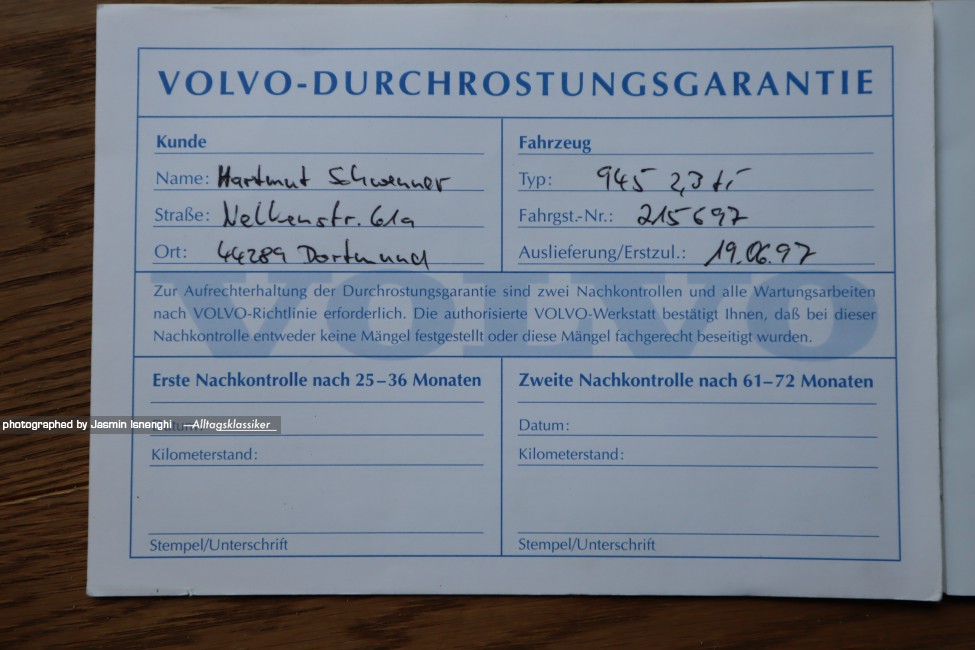 VOLVO-DURCHROSTUNGSGARANTIE
Kunde
Name: Hartmut Schwenner
Straße: Nelkenstr. 61a
Ort: 44289 Dortmund
Fahrzeug
Typ: 945 2,3 ti
Fahrgst.-Nr.: 215697
Auslieferung/Erstzul.: 19.06.97
Zur Aufrechterhaltung der Durchrostungsgarantie sind zwei Nachkontrollen und alle Wartungsarbeiten
nach VOLVO-Richtlinie erforderlich. Die authorisierte VOLVO-Werkstatt bestätigt Ihnen, daß bei dieser
Nachkontrolle entweder keine Mängel festgestellt oder diese Mängel fachgerecht beseitigt wurden.
VOLVO
Erste Nachkontrolle nach 25–36 Monaten
Datum:
Kilometerstand:
Stempel/Unterschrift
Zweite Nachkontrolle nach 61–72 Monaten
Datum:
Kilometerstand:
Stempel/Unterschrift
photographed by Jasmin Isnenghi —Alltagsklassiker_